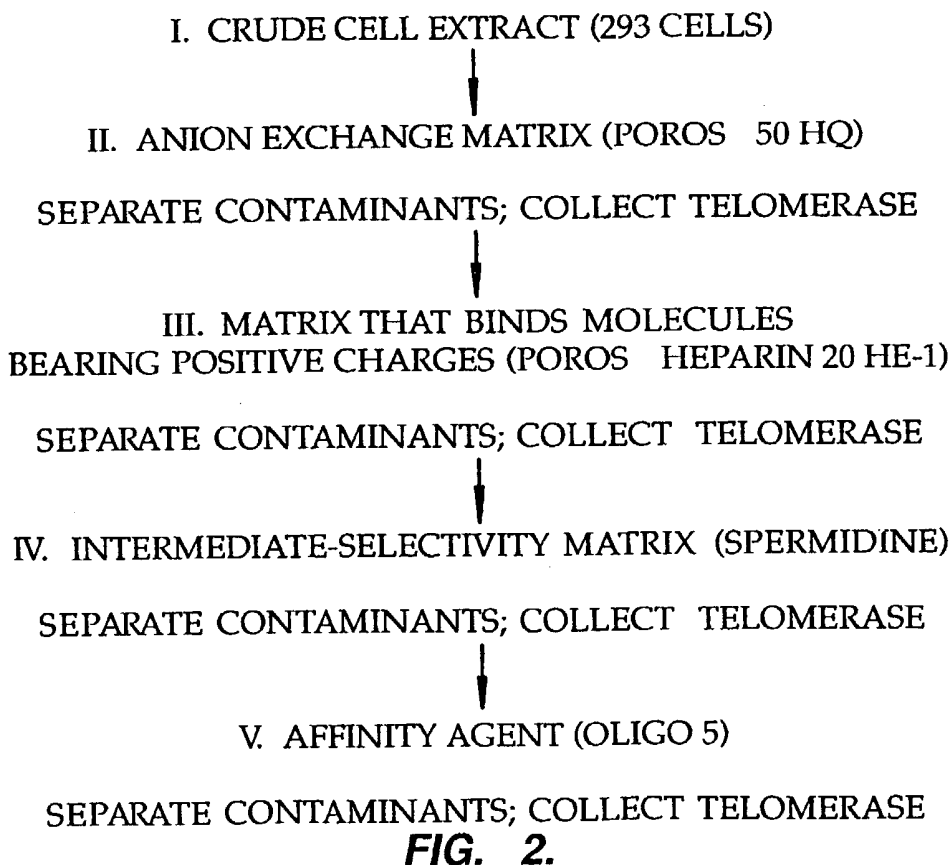 I. CRUDE CELL EXTRACT (293 CELLS)
II. ANION EXCHANGE MATRIX (POROS 50 HQ)
SEPARATE CONTAMINANTS; COLLECT TELOMERASE
III. MATRIX THAT BINDS MOLECULES
BEARING POSITIVE CHARGES (POROS HEPARIN 20 HE-1)
SEPARATE CONTAMINANTS; COLLECT TELOMERASE
IV. INTERMEDIATE-SELECTIVITY MATRIX (SPERMIDINE)
SEPARATE CONTAMINANTS; COLLECT TELOMERASE
V. AFFINITY AGENT (OLIGO 5)
SEPARATE CONTAMINANTS; COLLECT TELOMERASE
FIG. 2.